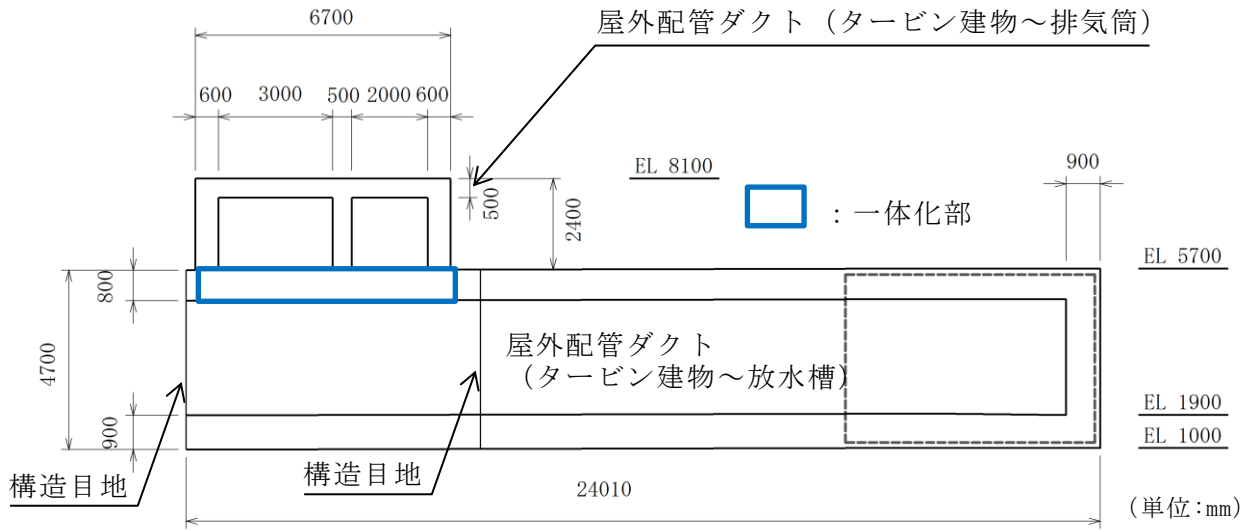 6700
屋外配管ダクト（タービン建物～排気筒）
600 3000 500 2000 600
EL 8100
900
500
2400
：一体化部
EL 5700
800
屋外配管ダクト
（タービン建物～放水槽）
4700
900
EL 1900
EL 1000
構造目地
構造目地
24010
（単位：mm）